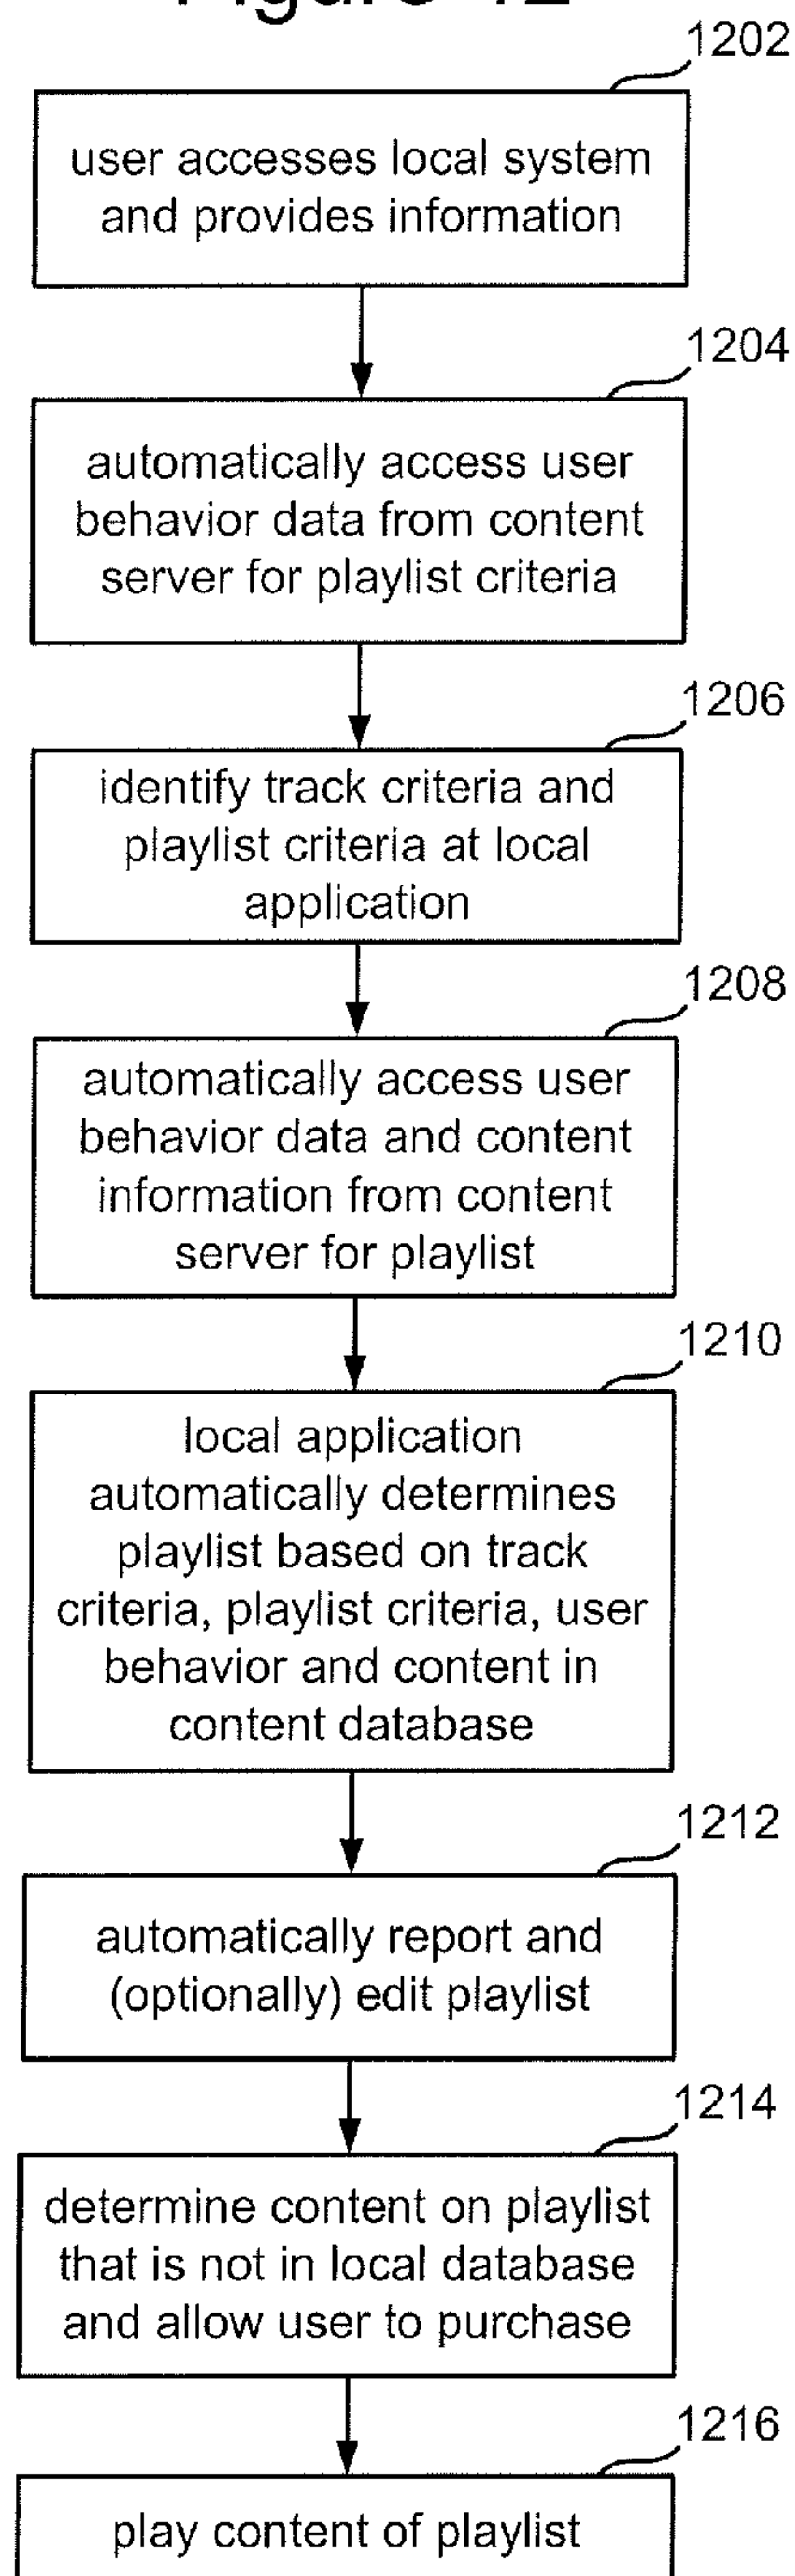 Figure 12
1202
user accesses local system
and provides information
1204
automatically access user
behavior data from content
server for playlist criteria
1206
identify track criteria and
playlist criteria at local
application
1208
automatically access user
behavior data and content
information from content
server for playlist
1210
local application
automatically determines
playlist based on track
criteria, playlist criteria, user
behavior and content in
content database
1212
automatically report and
(optionally) edit playlist
1214
determine content on playlist
that is not in local database
and allow user to purchase
1216
play content of playlist